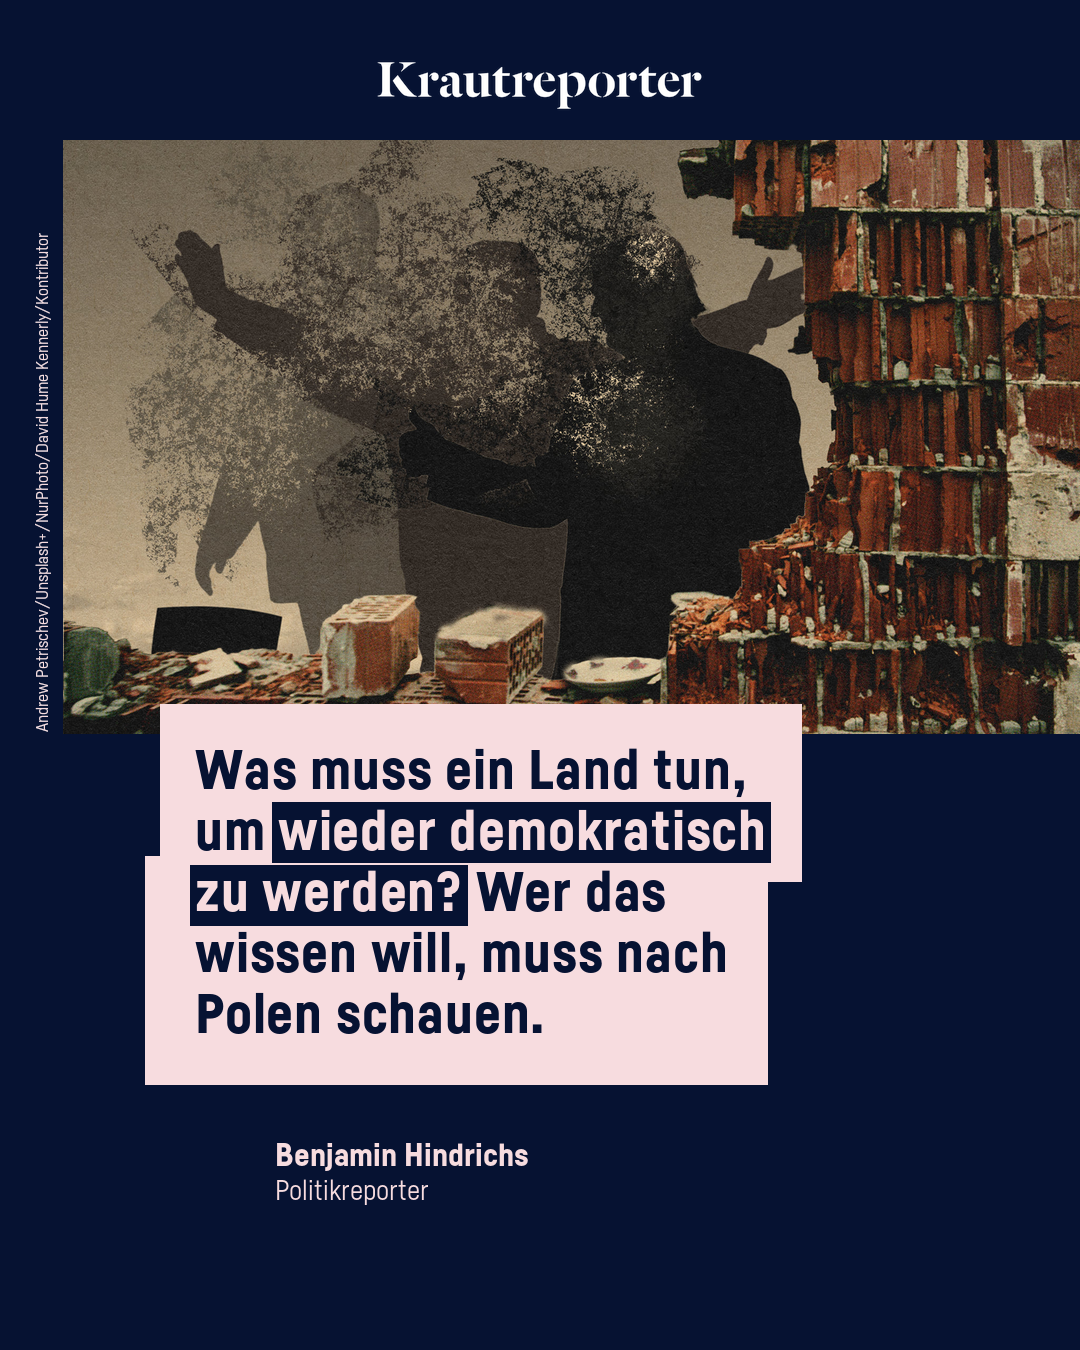 Krautreporter
Andrew Petrischev/Unsplash+/NurPhoto/David Hume Kennerly/Kontributor
Was muss ein Land tun,
um wieder demokratisch
zu werden? Wer das
wissen will, muss nach
Polen schauen.
Benjamin Hindrichs
Politikreporter